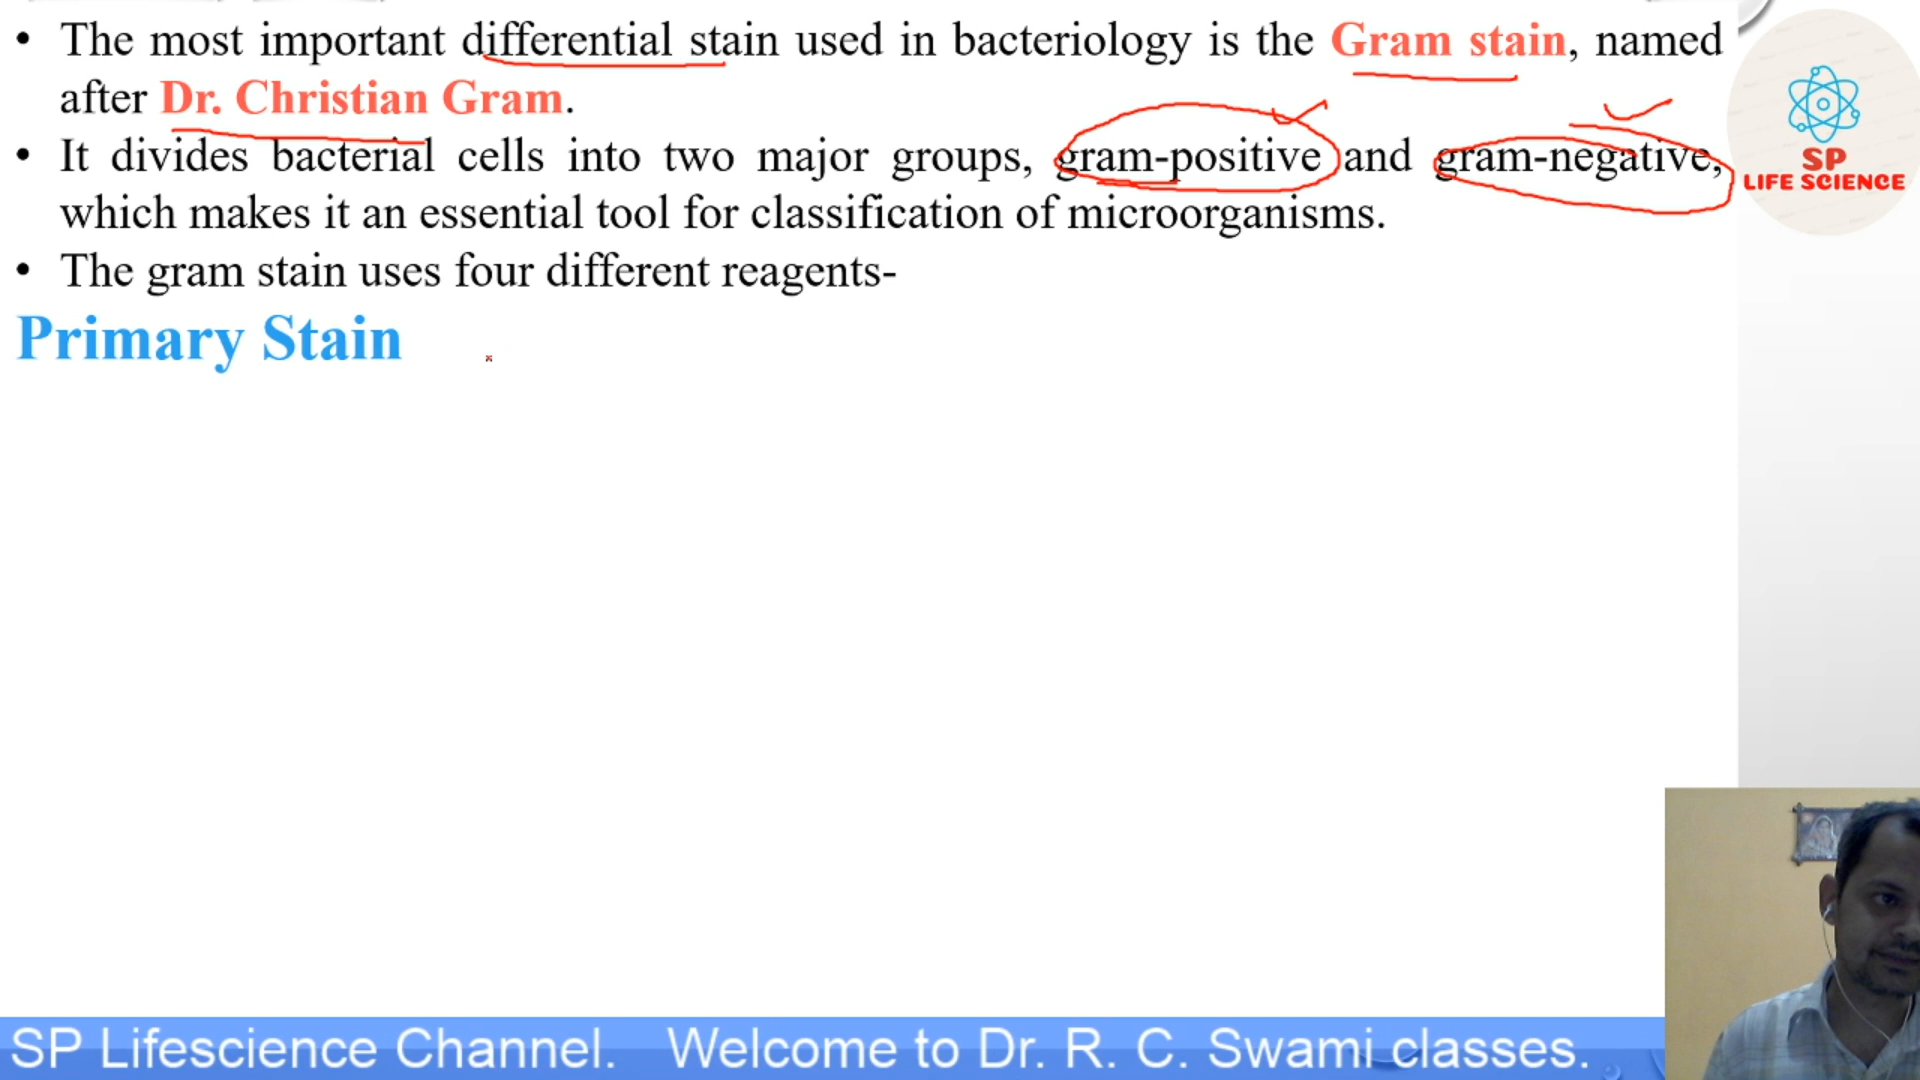 • The most important differential stain used in bacteriology is the Gram stain, named
after Dr. Christian Gram.
• It divides bacterial cells into two major groups, gram-positive and gram-negative,
which makes it an essential tool for classification of microorganisms.
• The gram stain uses four different reagents-
Primary Stain
SP
LIFE SCIENCE
SP Lifescience Channel. Welcome to Dr. R. C. Swami classes.